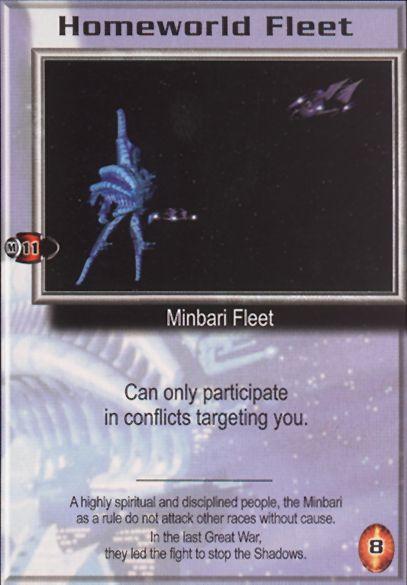 Homeworld Fleet
M 11
Minbari Fleet
Can only participate
in conflicts targeting you.
A highly spiritual and disciplined people, the Minbari
as a rule do not attack other races without cause.
In the last Great War,
they led the fight to stop the Shadows.
8